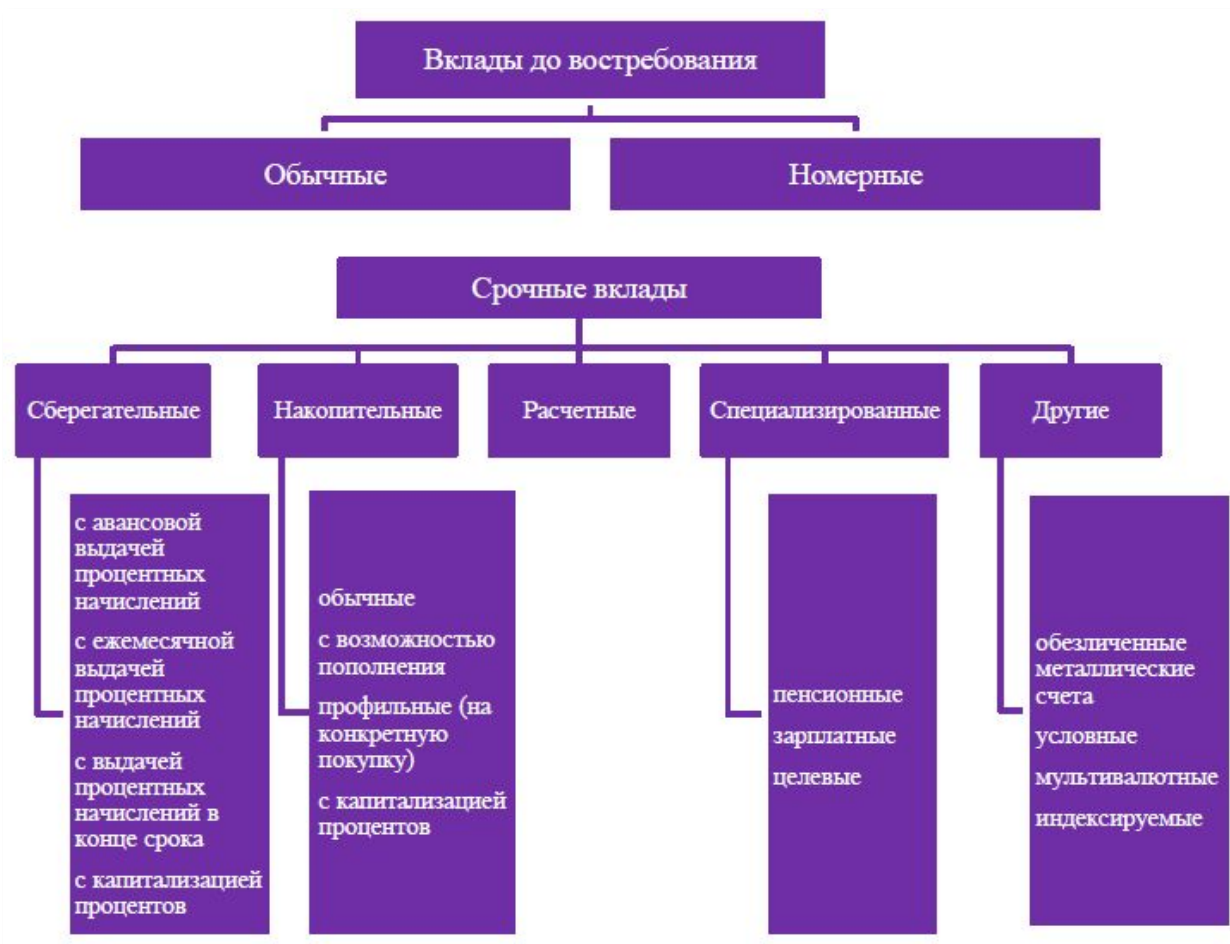 Вклады до востребования
Обычные
Номерные
Срочные вклады
Сберегательные
Накопительные
Расчетные
Специализированные
Другие
с авансовой
выдачей
процентных
начислений
с ежемесячной
выдачей
процентных
начислений
с выдачей
процентных
начислений в
конце срока
с капитализацией
процентов
обычные
с возможностью
пополнения
профильные (на
конкретную
покупку)
с капитализацией
процентов
пенсионные
зарплатные
целевые
обезличенные
металлические
счета
условные
мультивалютные
индексируемые